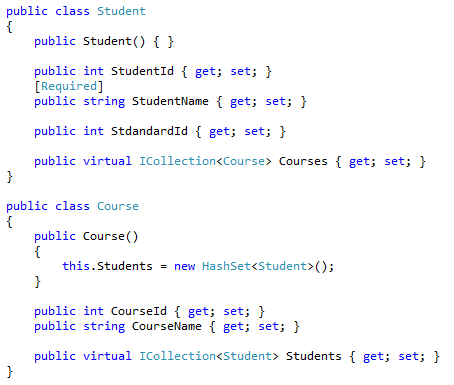 public class Student
{
    public Student() { }

    public int StudentId { get; set; }
    [Required]
    public string StudentName { get; set; }

    public int StdandardId { get; set; }

    public virtual ICollection<Course> Courses { get; set; }
}

public class Course
{
    public Course()
    {
        this.Students = new HashSet<Student>();
    }

    public int CourseId { get; set; }
    public string CourseName { get; set; }

    public virtual ICollection<Student> Students { get; set; }
}